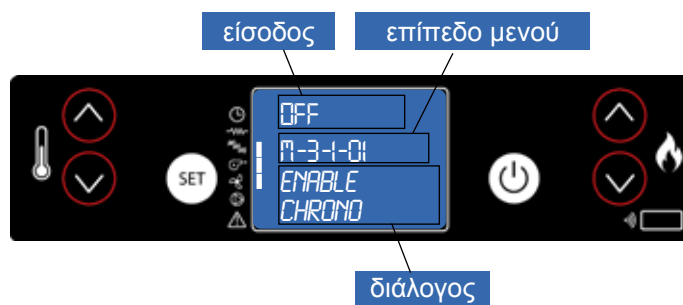 είσοδος
επίπεδο μενού
OFF
M-3-1-01
SET
ENABLE
CHRONO
διάλογος